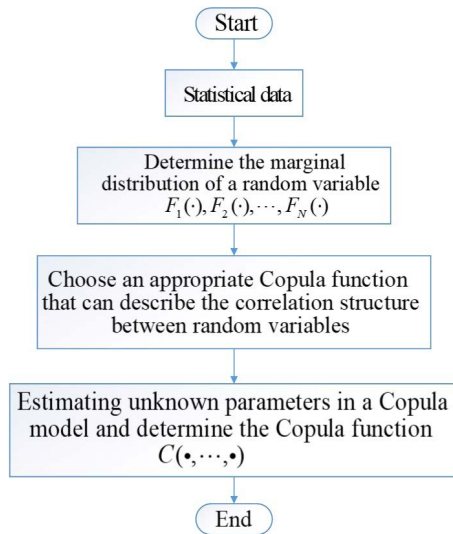 Start
Statistical data
Determine the marginal
distribution of a random variable
F₁(·), F₂(·), ⋯, F_N(·)
Choose an appropriate Copula function
that can describe the correlation structure
between random variables
Estimating unknown parameters in a Copula
model and determine the Copula function
C(•,⋯,•)
End